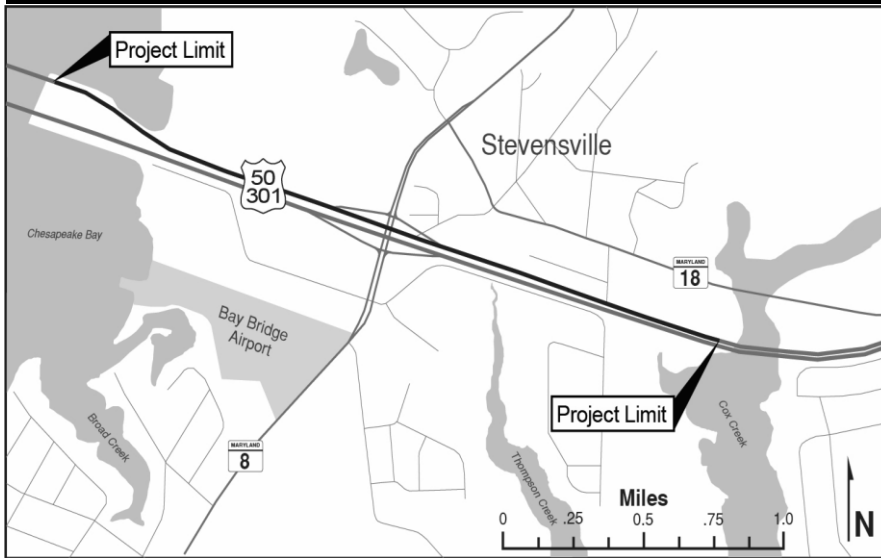 Project Limit
Stevensville
50
301
Chesapeake Bay
MARYLAND
18
Bay Bridge
Airport
Project Limit
Broad Creek
MARYLAND
8
Thompson Creek
Cox Creek
Miles
0 .25 0.5 .75 1.0
N